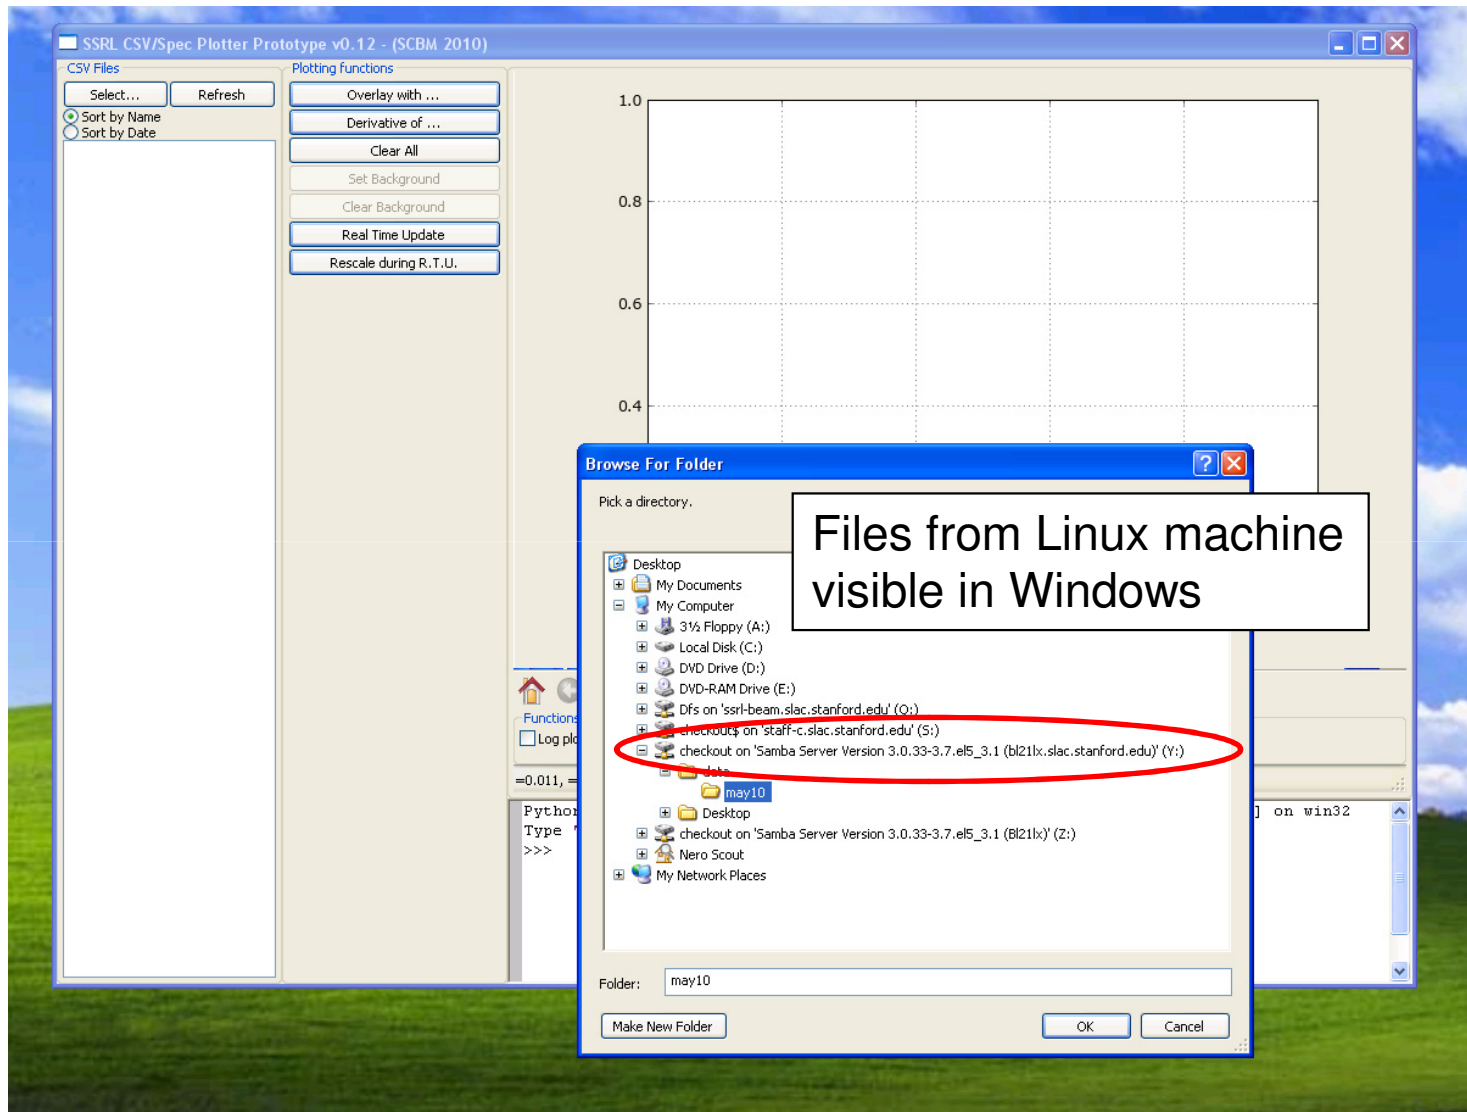 SSRL CSV/Spec Plotter Prototype v0.12 - (SCBM 2010)
CSV Files
Select...
Refresh
Sort by Name
Sort by Date
Plotting functions
Overlay with ...
Derivative of ...
Clear All
Set Background
Clear Background
Real Time Update
Rescale during R.T.U.
1.0
0.8
0.6
0.4
Browse For Folder
Pick a directory.
Files from Linux machine
visible in Windows
Desktop
My Documents
My Computer
3½ Floppy (A:)
Local Disk (C:)
DVD Drive (D:)
DVD-RAM Drive (E:)
Dfs on 'ssrl-beam.slac.stanford.edu' (Q:)
checkout$ on 'staff-c.slac.stanford.edu' (S:)
checkout on 'Samba Server Version 3.0.33-3.7.el5_3.1 (bl21lx.slac.stanford.edu)' (Y:)
data
may10
Desktop
checkout on 'Samba Server Version 3.0.33-3.7.el5_3.1 (Bl21lx)' (Z:)
Nero Scout
My Network Places
Folder:
may10
Make New Folder
OK
Cancel
Functions
Log
=0.011, =
Type
>>>
] on win32